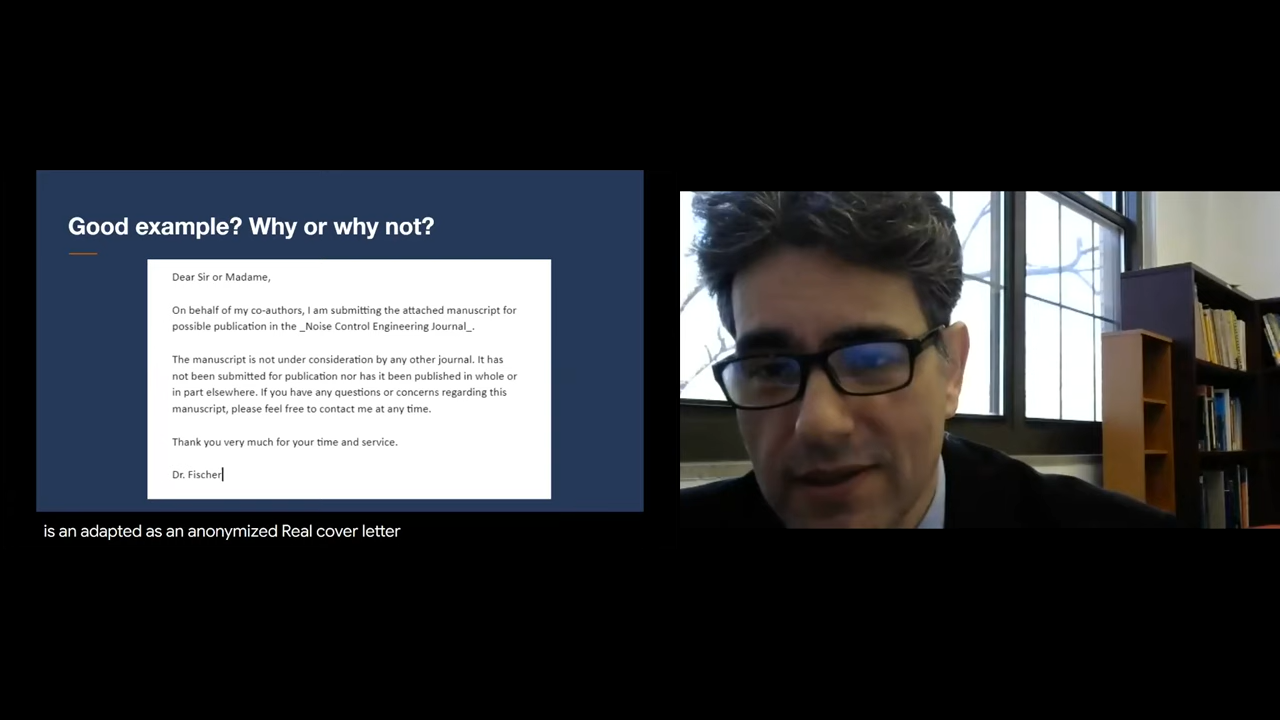 Good example? Why or why not?
Dear Sir or Madame,
On behalf of my co-authors, I am submitting the attached manuscript for
possible publication in the _Noise Control Engineering Journal_.
The manuscript is not under consideration by any other journal. It has
not been submitted for publication nor has it been published in whole or
in part elsewhere. If you have any questions or concerns regarding this
manuscript, please feel free to contact me at any time.
Thank you very much for your time and service.
Dr. Fischer
is an adapted as an anonymized Real cover letter